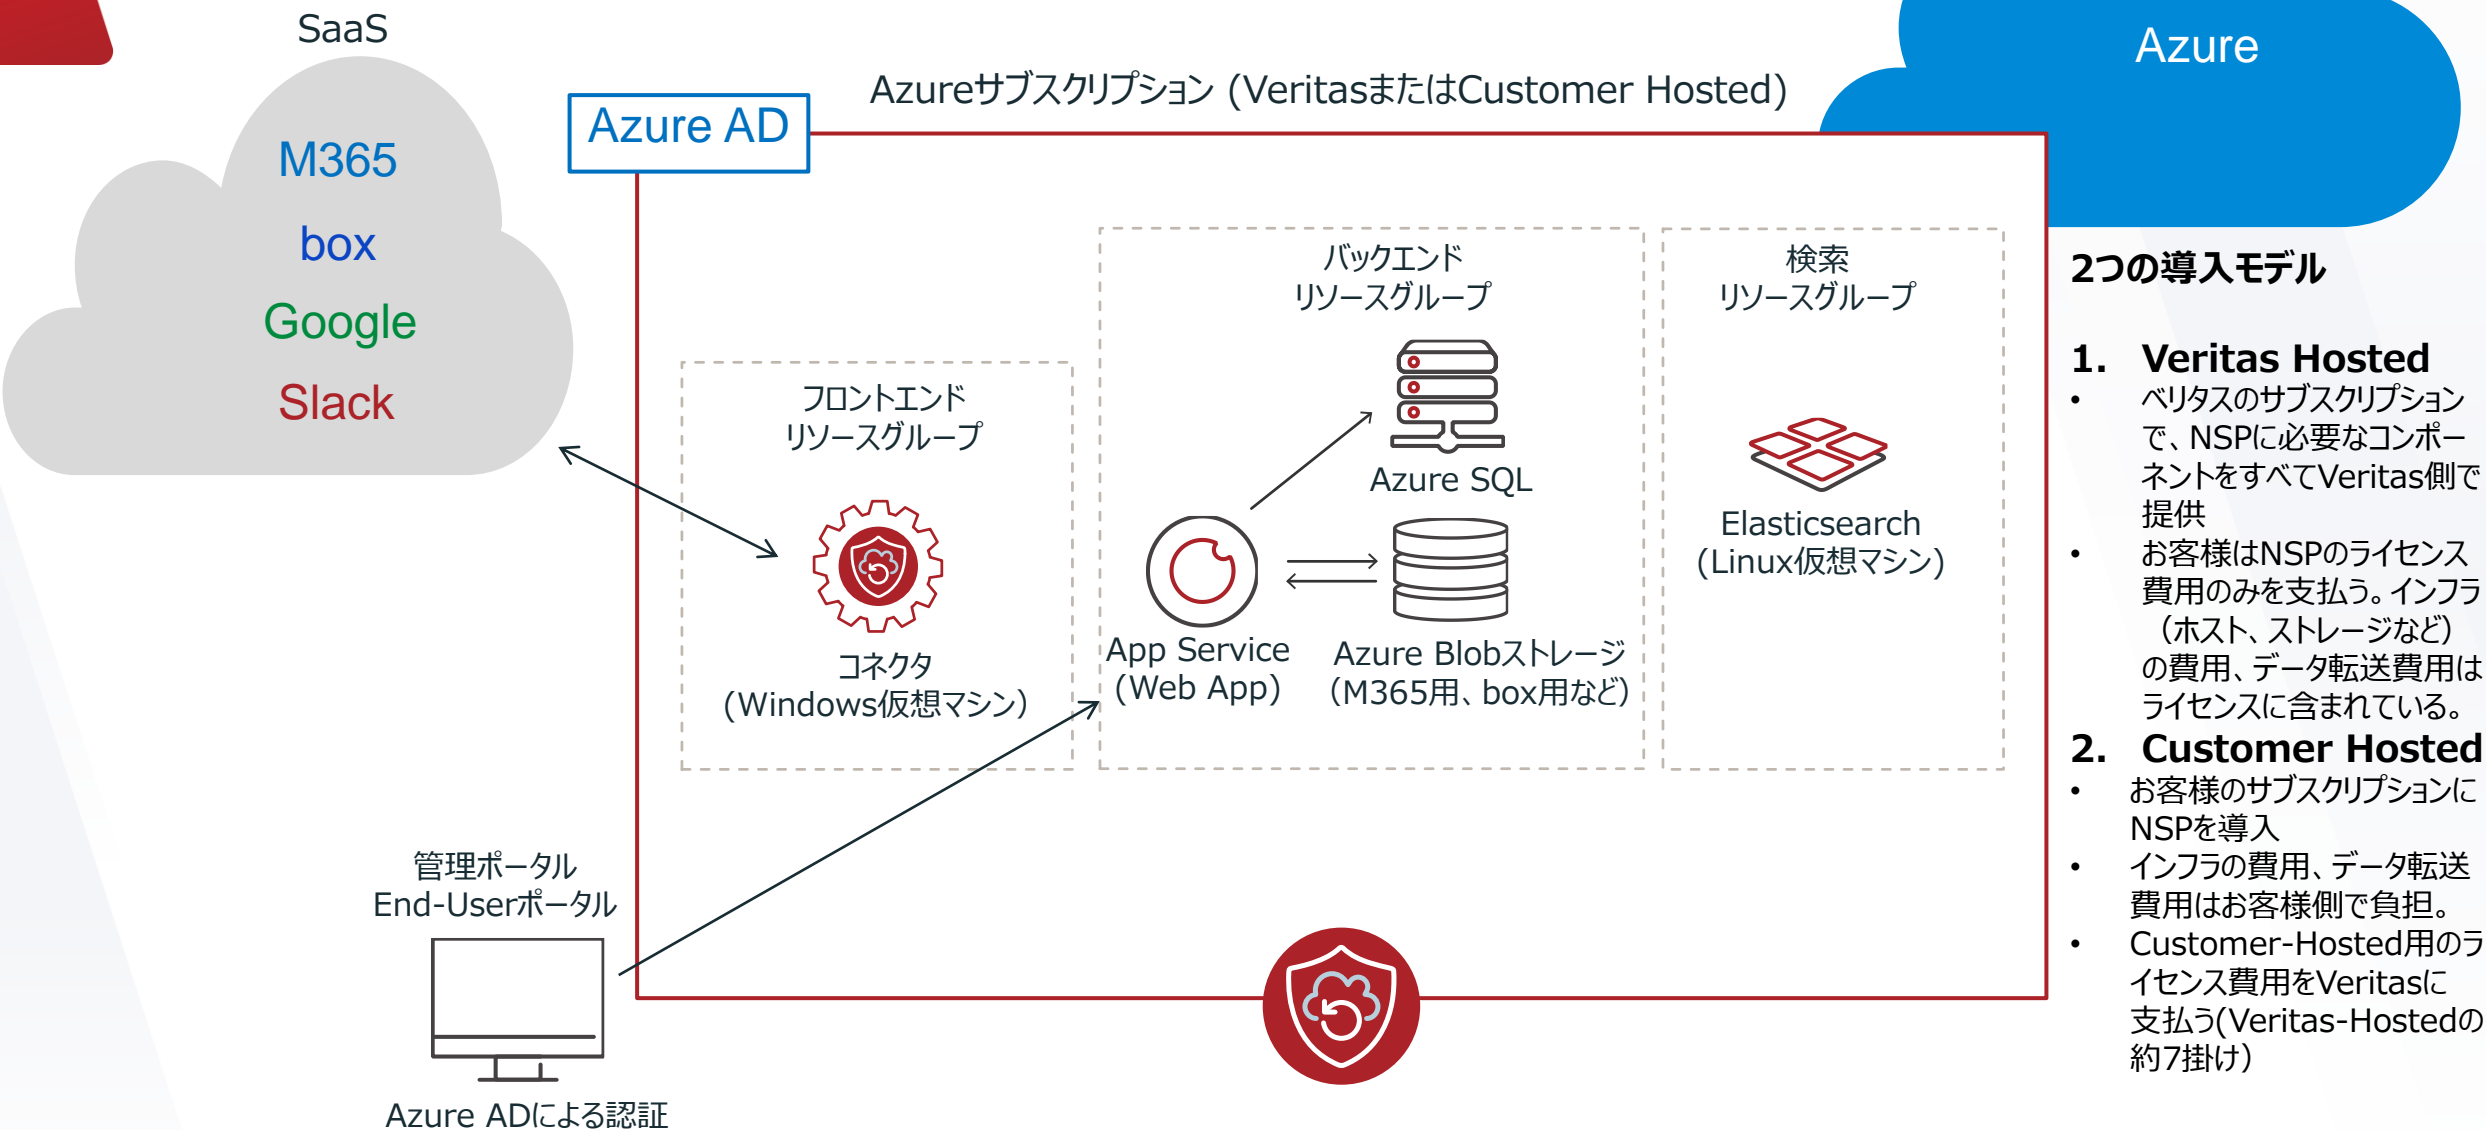 SaaS
M365
box
Google
Slack
Azure
Azureサブスクリプション (VeritasまたはCustomer Hosted)
Azure AD
フロントエンド
リソースグループ
コネクタ
(Windows仮想マシン)
バックエンド
リソースグループ
Azure SQL
App Service
(Web App)
Azure Blobストレージ
(M365用、box用など)
検索
リソースグループ
Elasticsearch
(Linux仮想マシン)
管理ポータル
End-Userポータル
Azure ADによる認証
2つの導入モデル
1. Veritas Hosted
• ベリタスのサブスクリプション
で、NSPに必要なコンポー
ネントをすべてVeritas側で
提供
• お客様はNSPのライセンス
費用のみを支払う。インフラ
（ホスト、ストレージなど）
の費用、データ転送費用は
ライセンスに含まれている。
2. Customer Hosted
• お客様のサブスクリプションに
NSPを導入
• インフラの費用、データ転送
費用はお客様側で負担。
• Customer-Hosted用のラ
イセンス費用をVeritasに
支払う(Veritas-Hostedの
約7掛け）